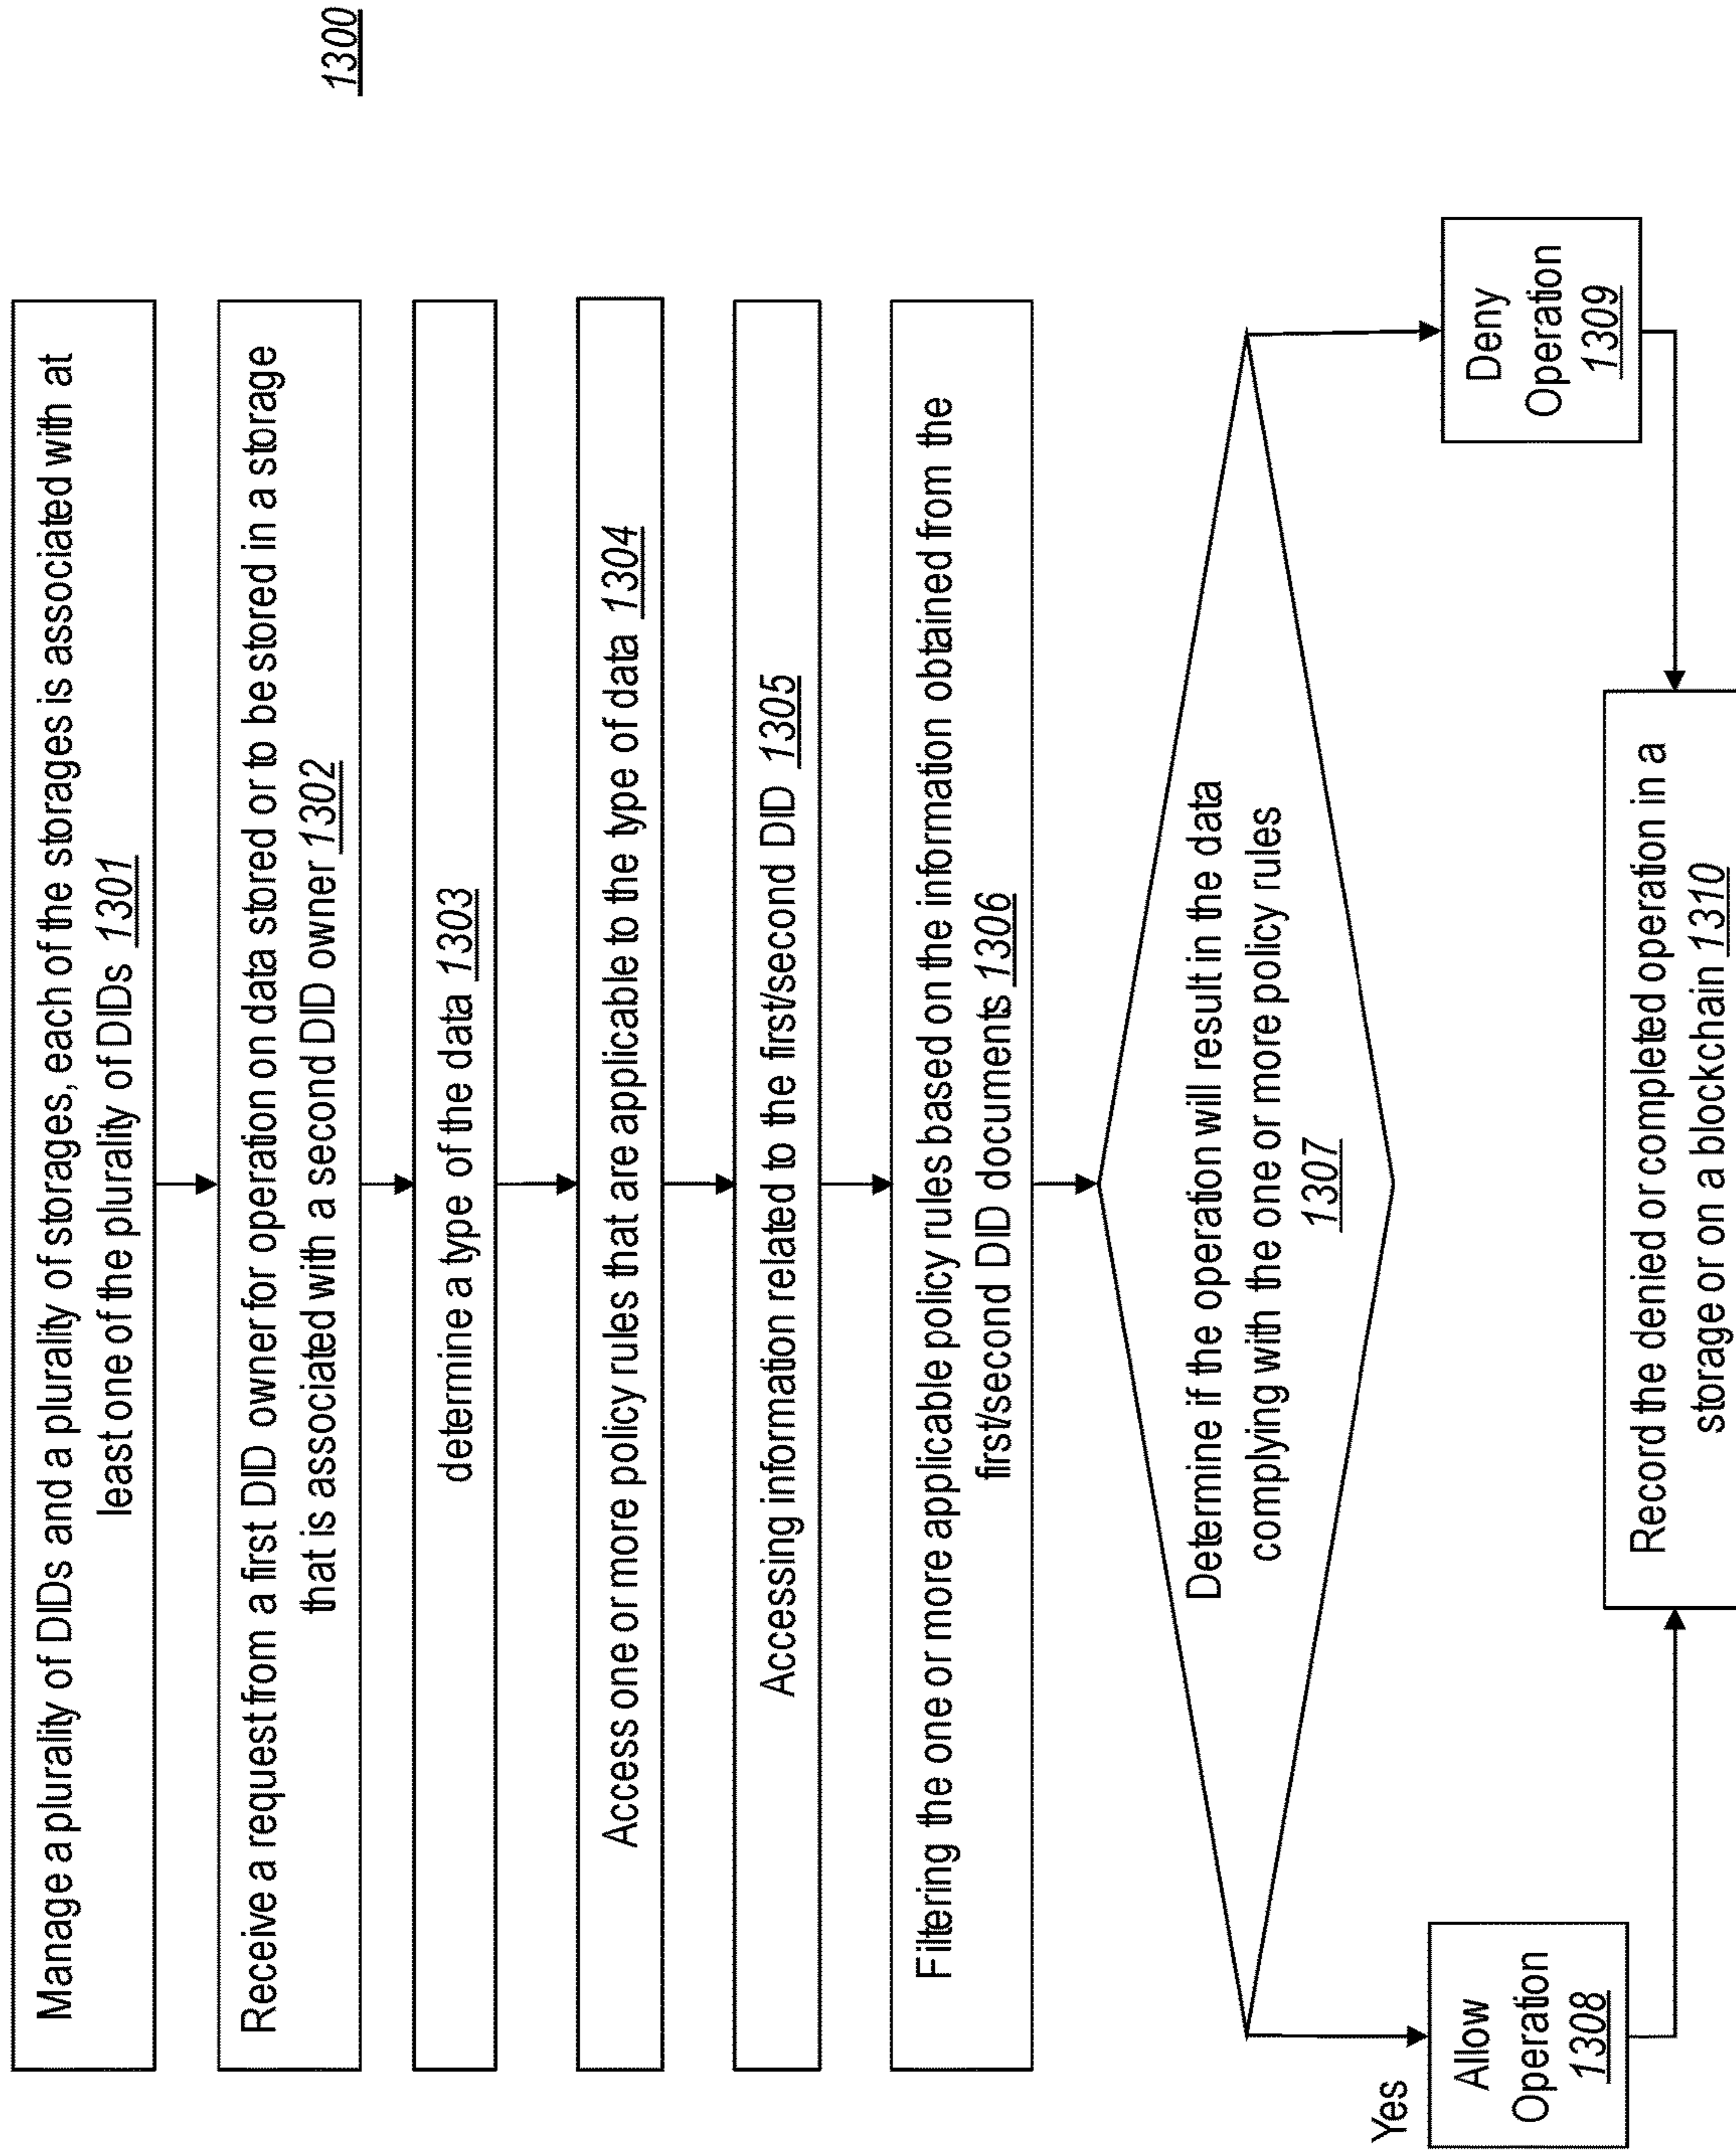 1300
Manage a plurality of DIDs and a plurality of storages, each of the storages is associated with at
least one of the plurality of DIDs 1301
Receive a request from a first DID owner for operation on data stored or to be stored in a storage
that is associated with a second DID owner 1302
determine a type of the data 1303
Access one or more policy rules that are applicable to the type of data 1304
Accessing information related to the first/second DID 1305
Filtering the one or more applicable policy rules based on the information obtained from the
first/second DID documents 1306
Determine if the operation will result in the data
complying with the one or more policy rules
1307
Yes
Allow
Operation
1308
Deny
Operation
1309
Record the denied or completed operation in a
storage or on a blockchain 1310